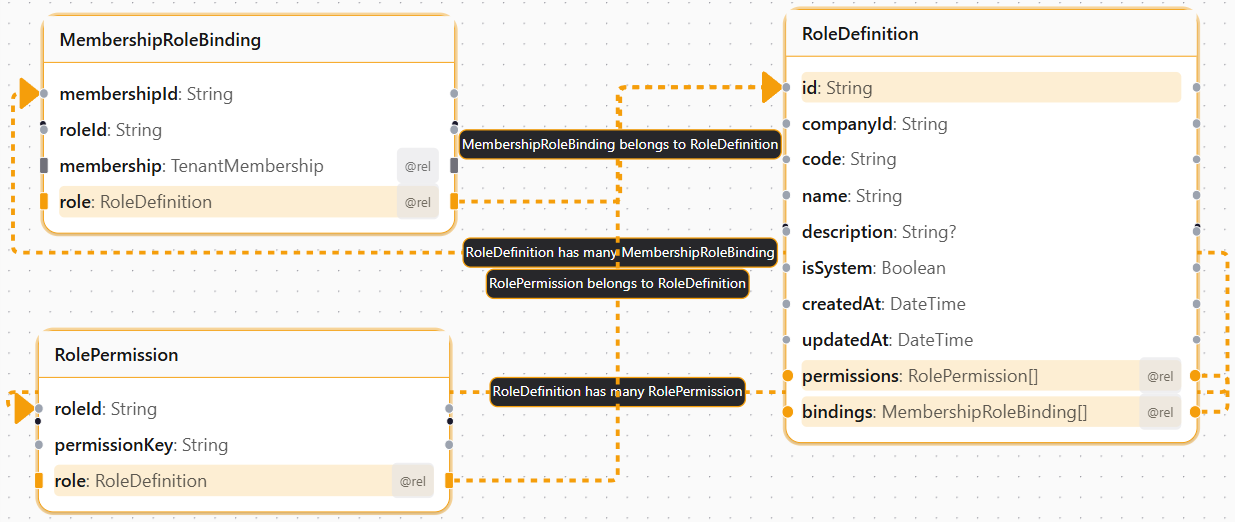 MembershipRoleBinding
membershipId: String
roleId: String
membership: TenantMembership @rel
role: RoleDefinition @rel
MembershipRoleBinding belongs to RoleDefinition
RoleDefinition has many MembershipRoleBinding
RolePermission belongs to RoleDefinition
RoleDefinition has many RolePermission
RolePermission
roleId: String
permissionKey: String
role: RoleDefinition @rel
RoleDefinition
id: String
companyId: String
code: String
name: String
description: String?
isSystem: Boolean
createdAt: DateTime
updatedAt: DateTime
permissions: RolePermission[] @rel
bindings: MembershipRoleBinding[] @rel